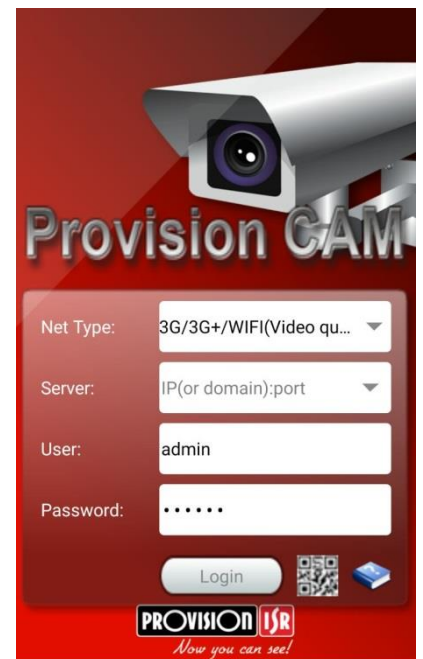 Provision CAM
Net Type: 3G/3G+/WIFI(Video qu...
Server: IP(or domain):port
User: admin
Password: ••••••
Login
PROVISION ISR
Now you can see!